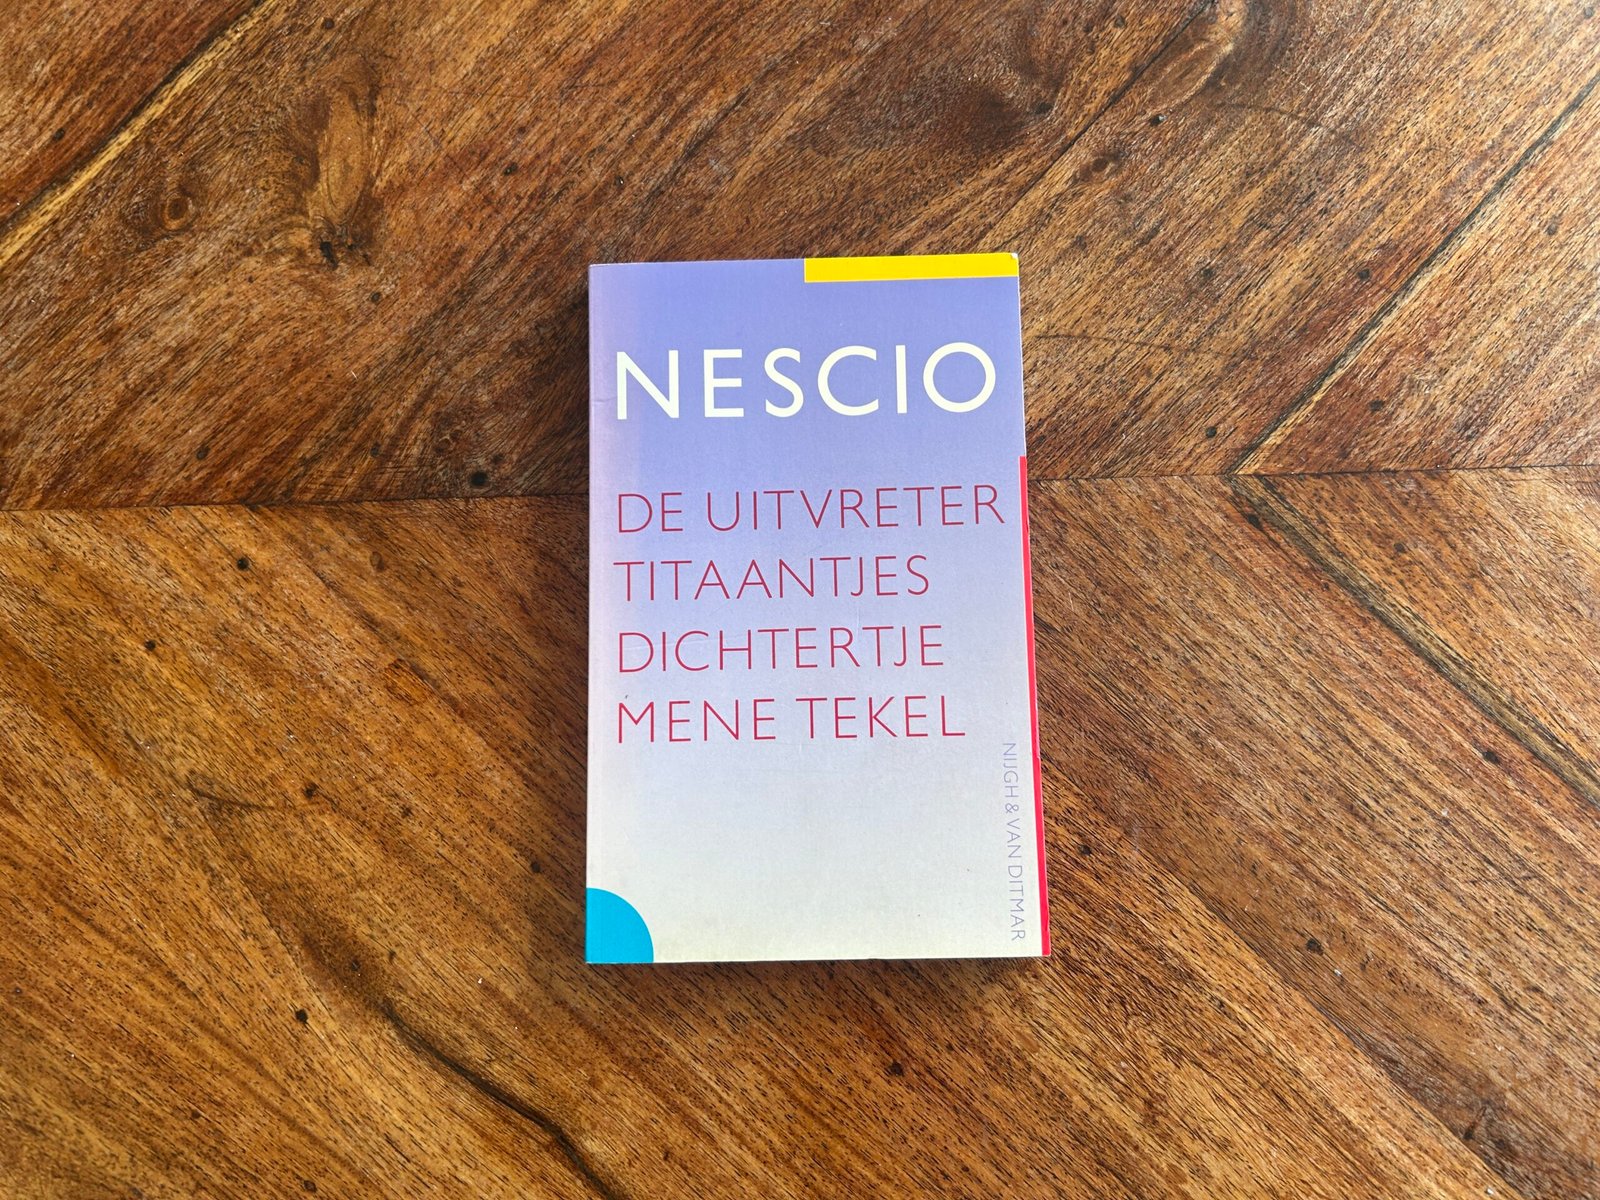 NESCIO
DE UITVRETER
TITAANTJES
DICHTERTJE
MENE TEKEL
NIJGH & VAN DITMAR